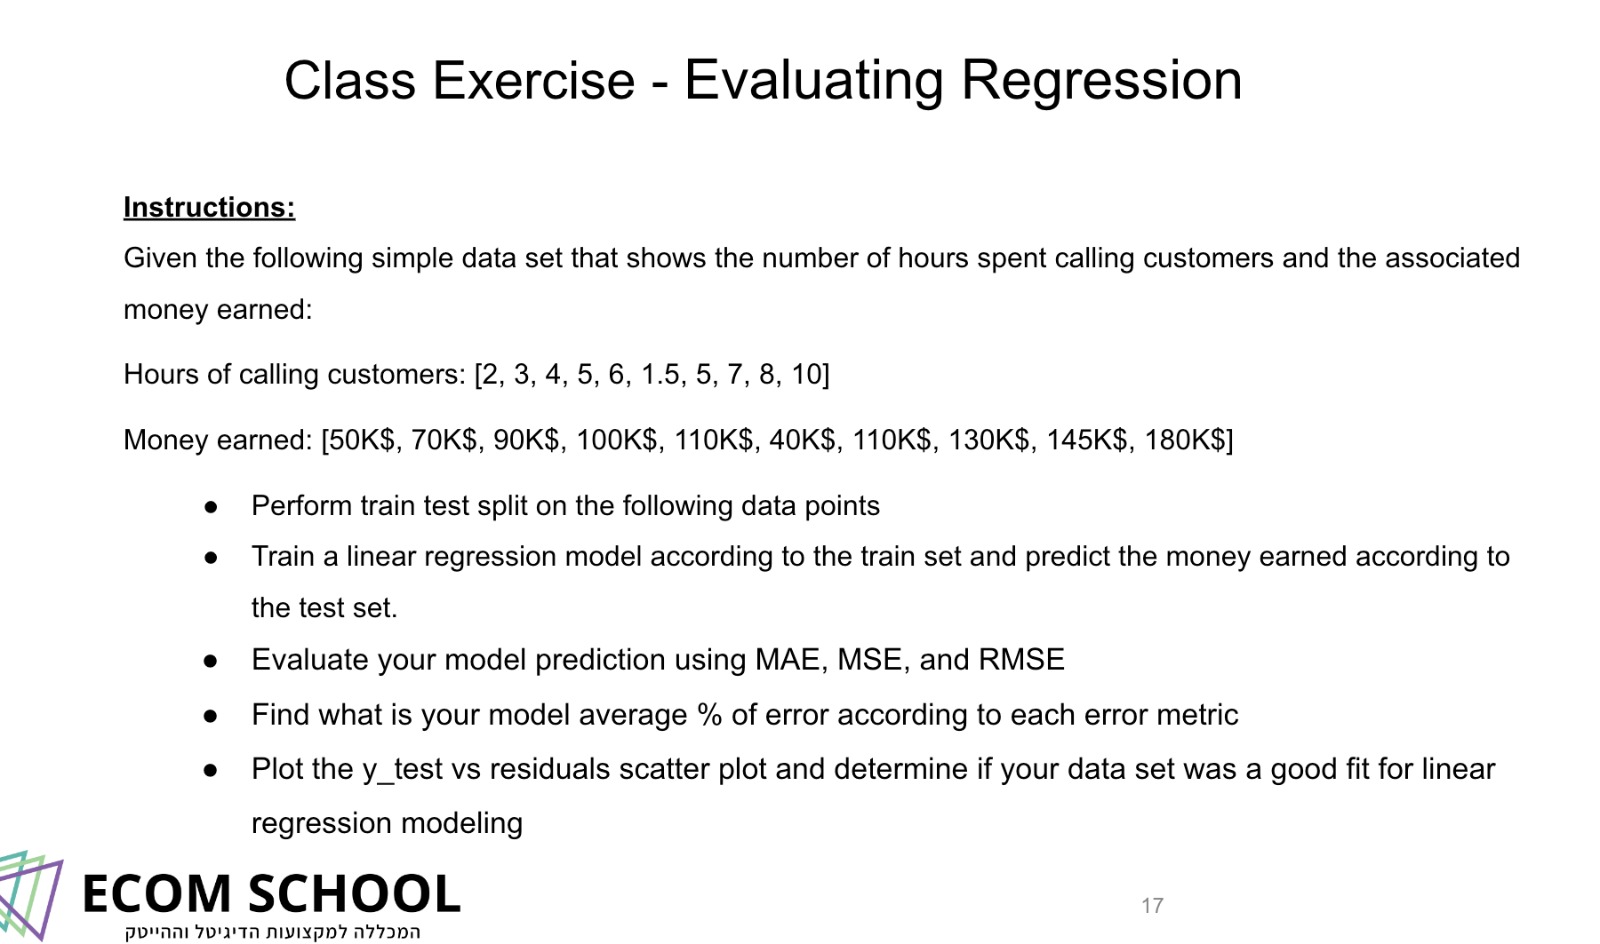 Class Exercise - Evaluating Regression
Instructions:
Given the following simple data set that shows the number of hours spent calling customers and the associated
money earned:
Hours of calling customers: [2, 3, 4, 5, 6, 1.5, 5, 7, 8, 10]
Money earned: [50K$, 70K$, 90K$, 100K$, 110K$, 40K$, 110K$, 130K$, 145K$, 180K$]
● Perform train test split on the following data points
● Train a linear regression model according to the train set and predict the money earned according to
the test set.
● Evaluate your model prediction using MAE, MSE, and RMSE
● Find what is your model average % of error according to each error metric
● Plot the y_test vs residuals scatter plot and determine if your data set was a good fit for linear
regression modeling
ECOM SCHOOL
המכללה למקצועות הדיגיטל וההייטק
17